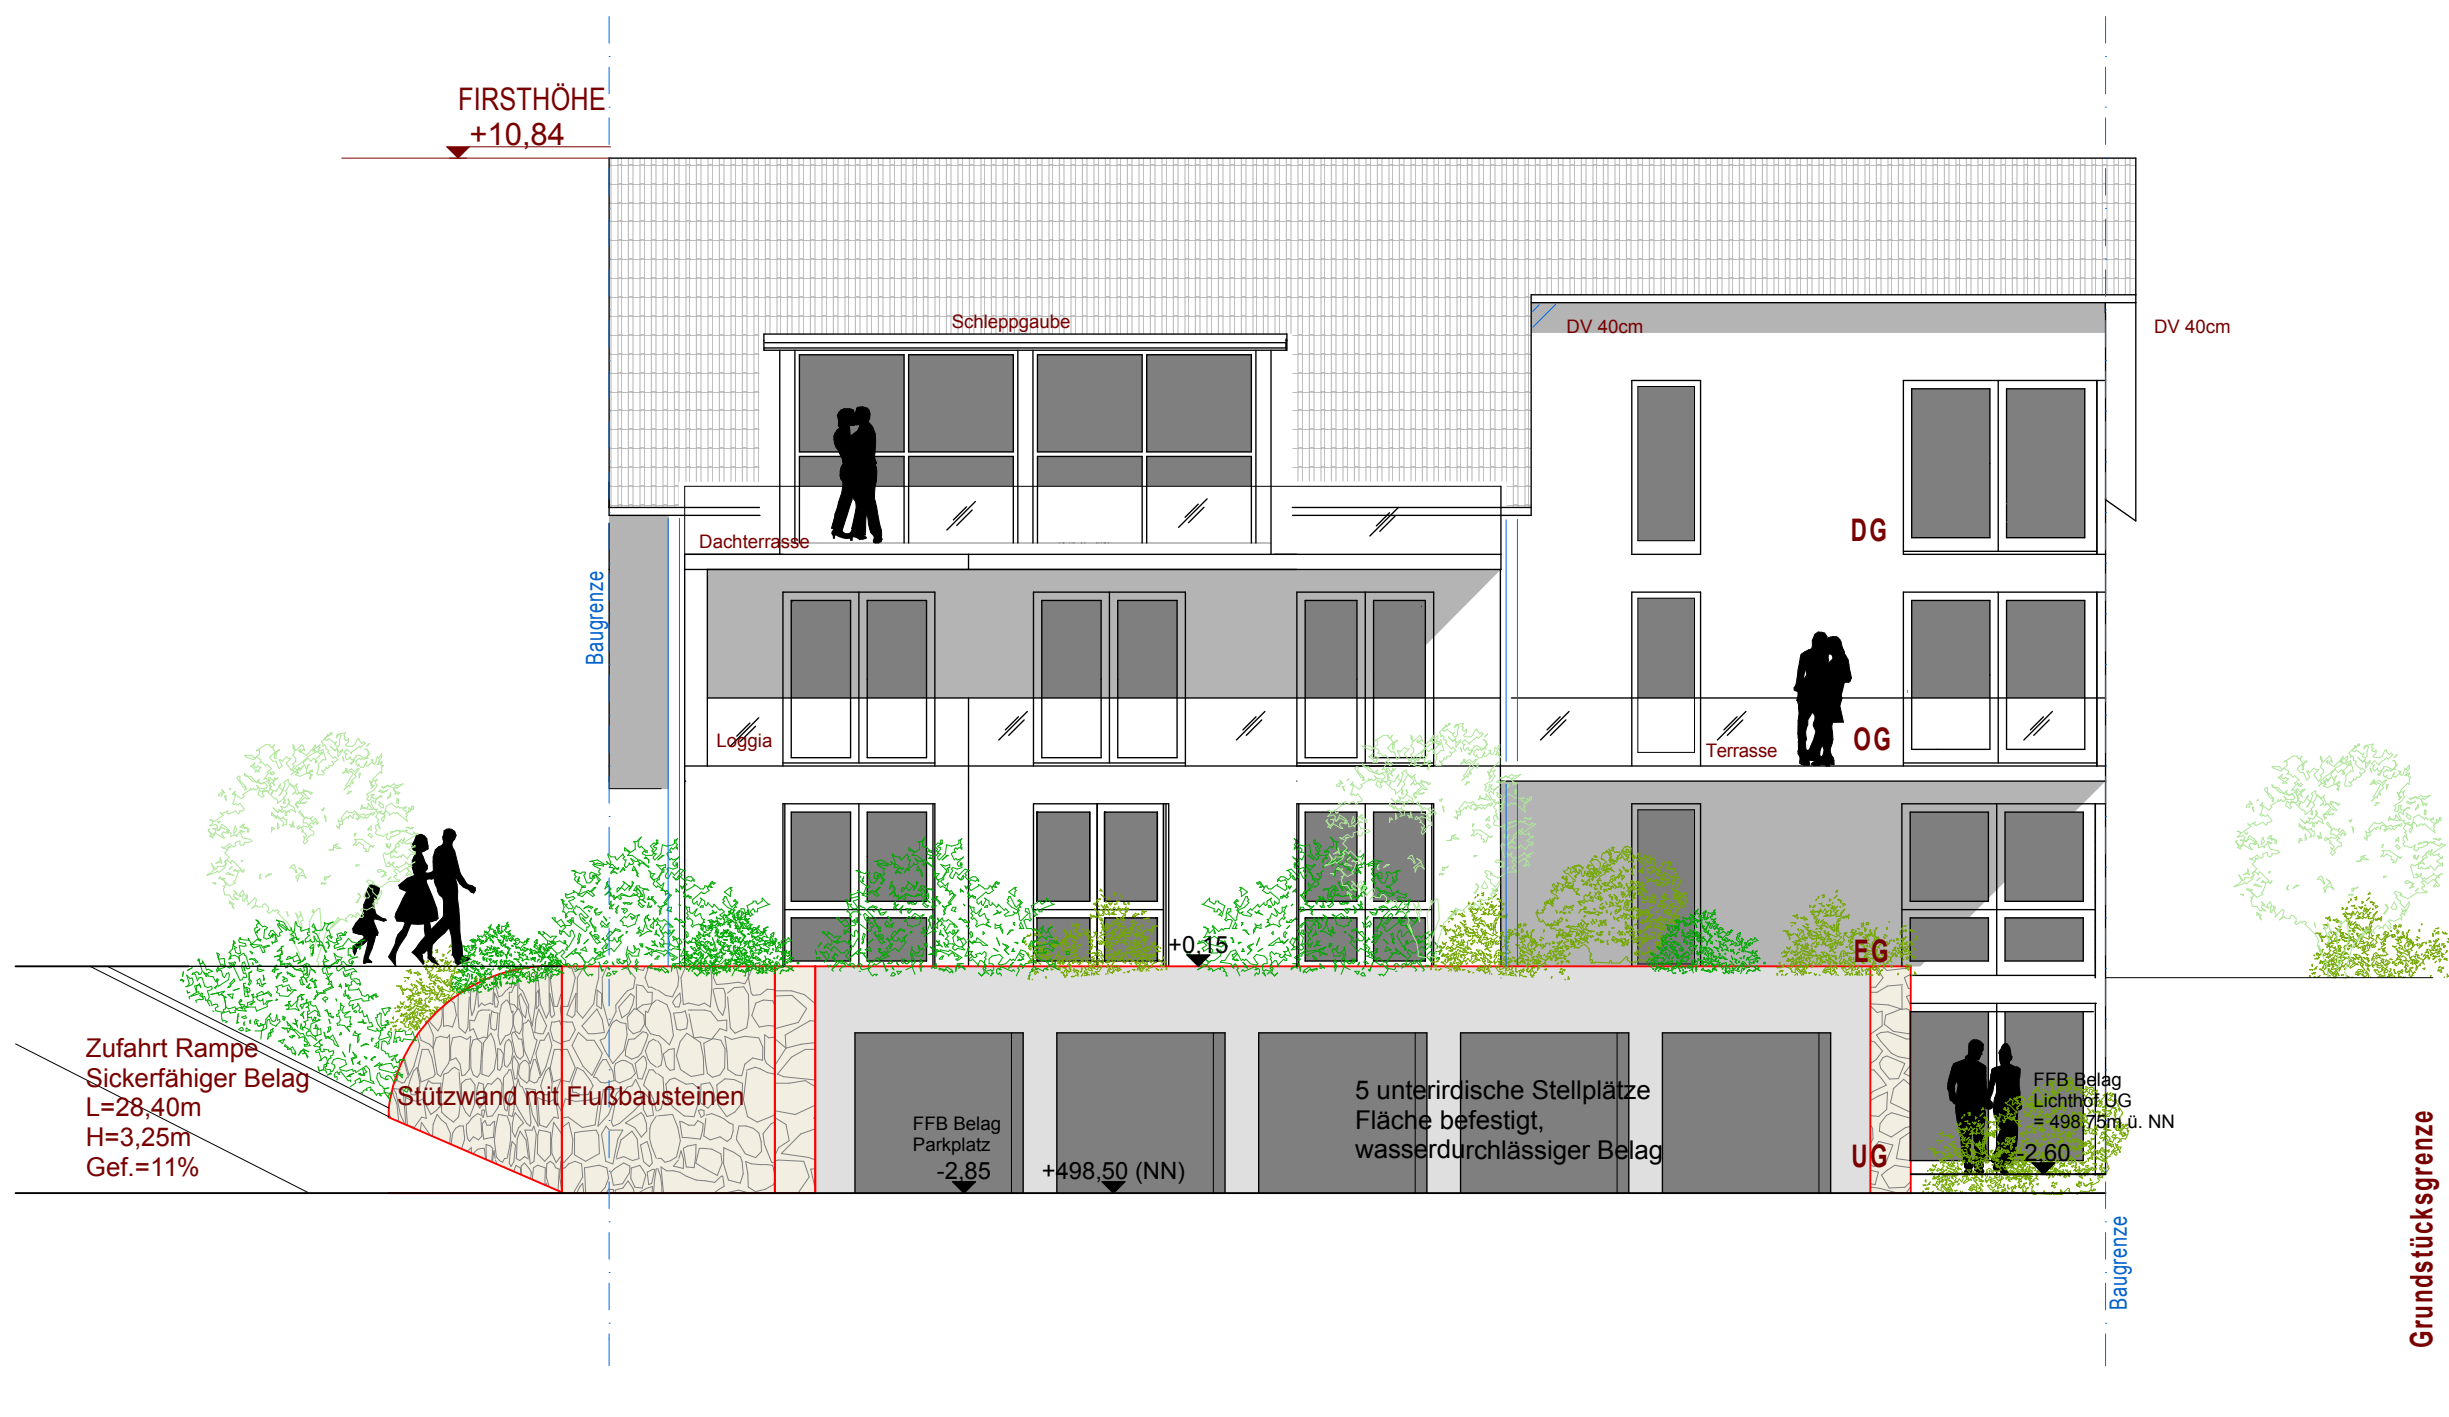 FIRSTHÖHE
+10,84
Schleppgaube
DV 40cm
DV 40cm
DG
Dachterrasse
Baugrenze
Loggia
Terrasse
OG
+0,15
EG
Zufahrt Rampe
Sickerfähiger Belag
L=28,40m
H=3,25m
Gef.=11%
Stützwand mit Flußbausteinen
FFB Belag
Parkplatz
-2,85
+498,50 (NN)
5 unterirdische Stellplätze
Fläche befestigt,
wasserdurchlässiger Belag
UG
FFB Belag
Lichthof UG
= 498,75m ü. NN
-2,60
Baugrenze
Grundstücksgrenze